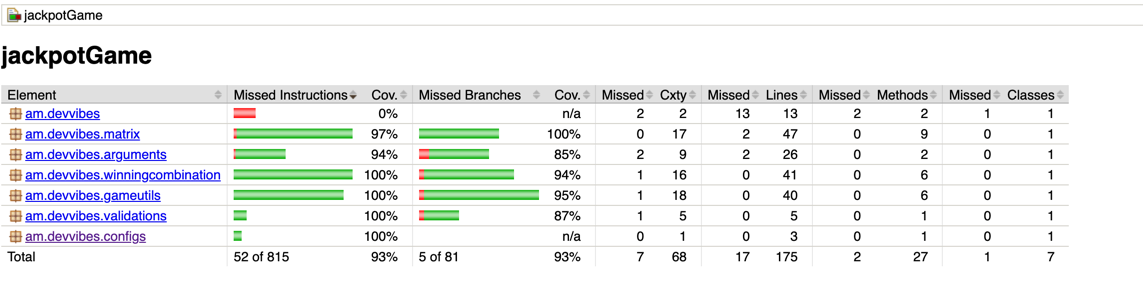 jackpotGame
jackpotGame
Element Missed Instructions Cov. Missed Branches Cov. Missed Cxty Missed Lines Missed Methods Missed Classes
am.devvibes 0% n/a 2 2 13 13 2 2 1 1
am.devvibes.matrix 97% 100% 0 17 2 47 0 9 0 1
am.devvibes.arguments 94% 85% 2 9 2 26 0 2 0 1
am.devvibes.winningcombination 100% 94% 1 16 0 41 0 6 0 1
am.devvibes.gameutils 100% 95% 1 18 0 40 0 6 0 1
am.devvibes.validations 100% 87% 1 5 0 5 0 1 0 1
am.devvibes.configs 100% n/a 0 1 0 3 0 1 0 1
Total 52 of 815 93% 5 of 81 93% 7 68 17 175 2 27 1 7